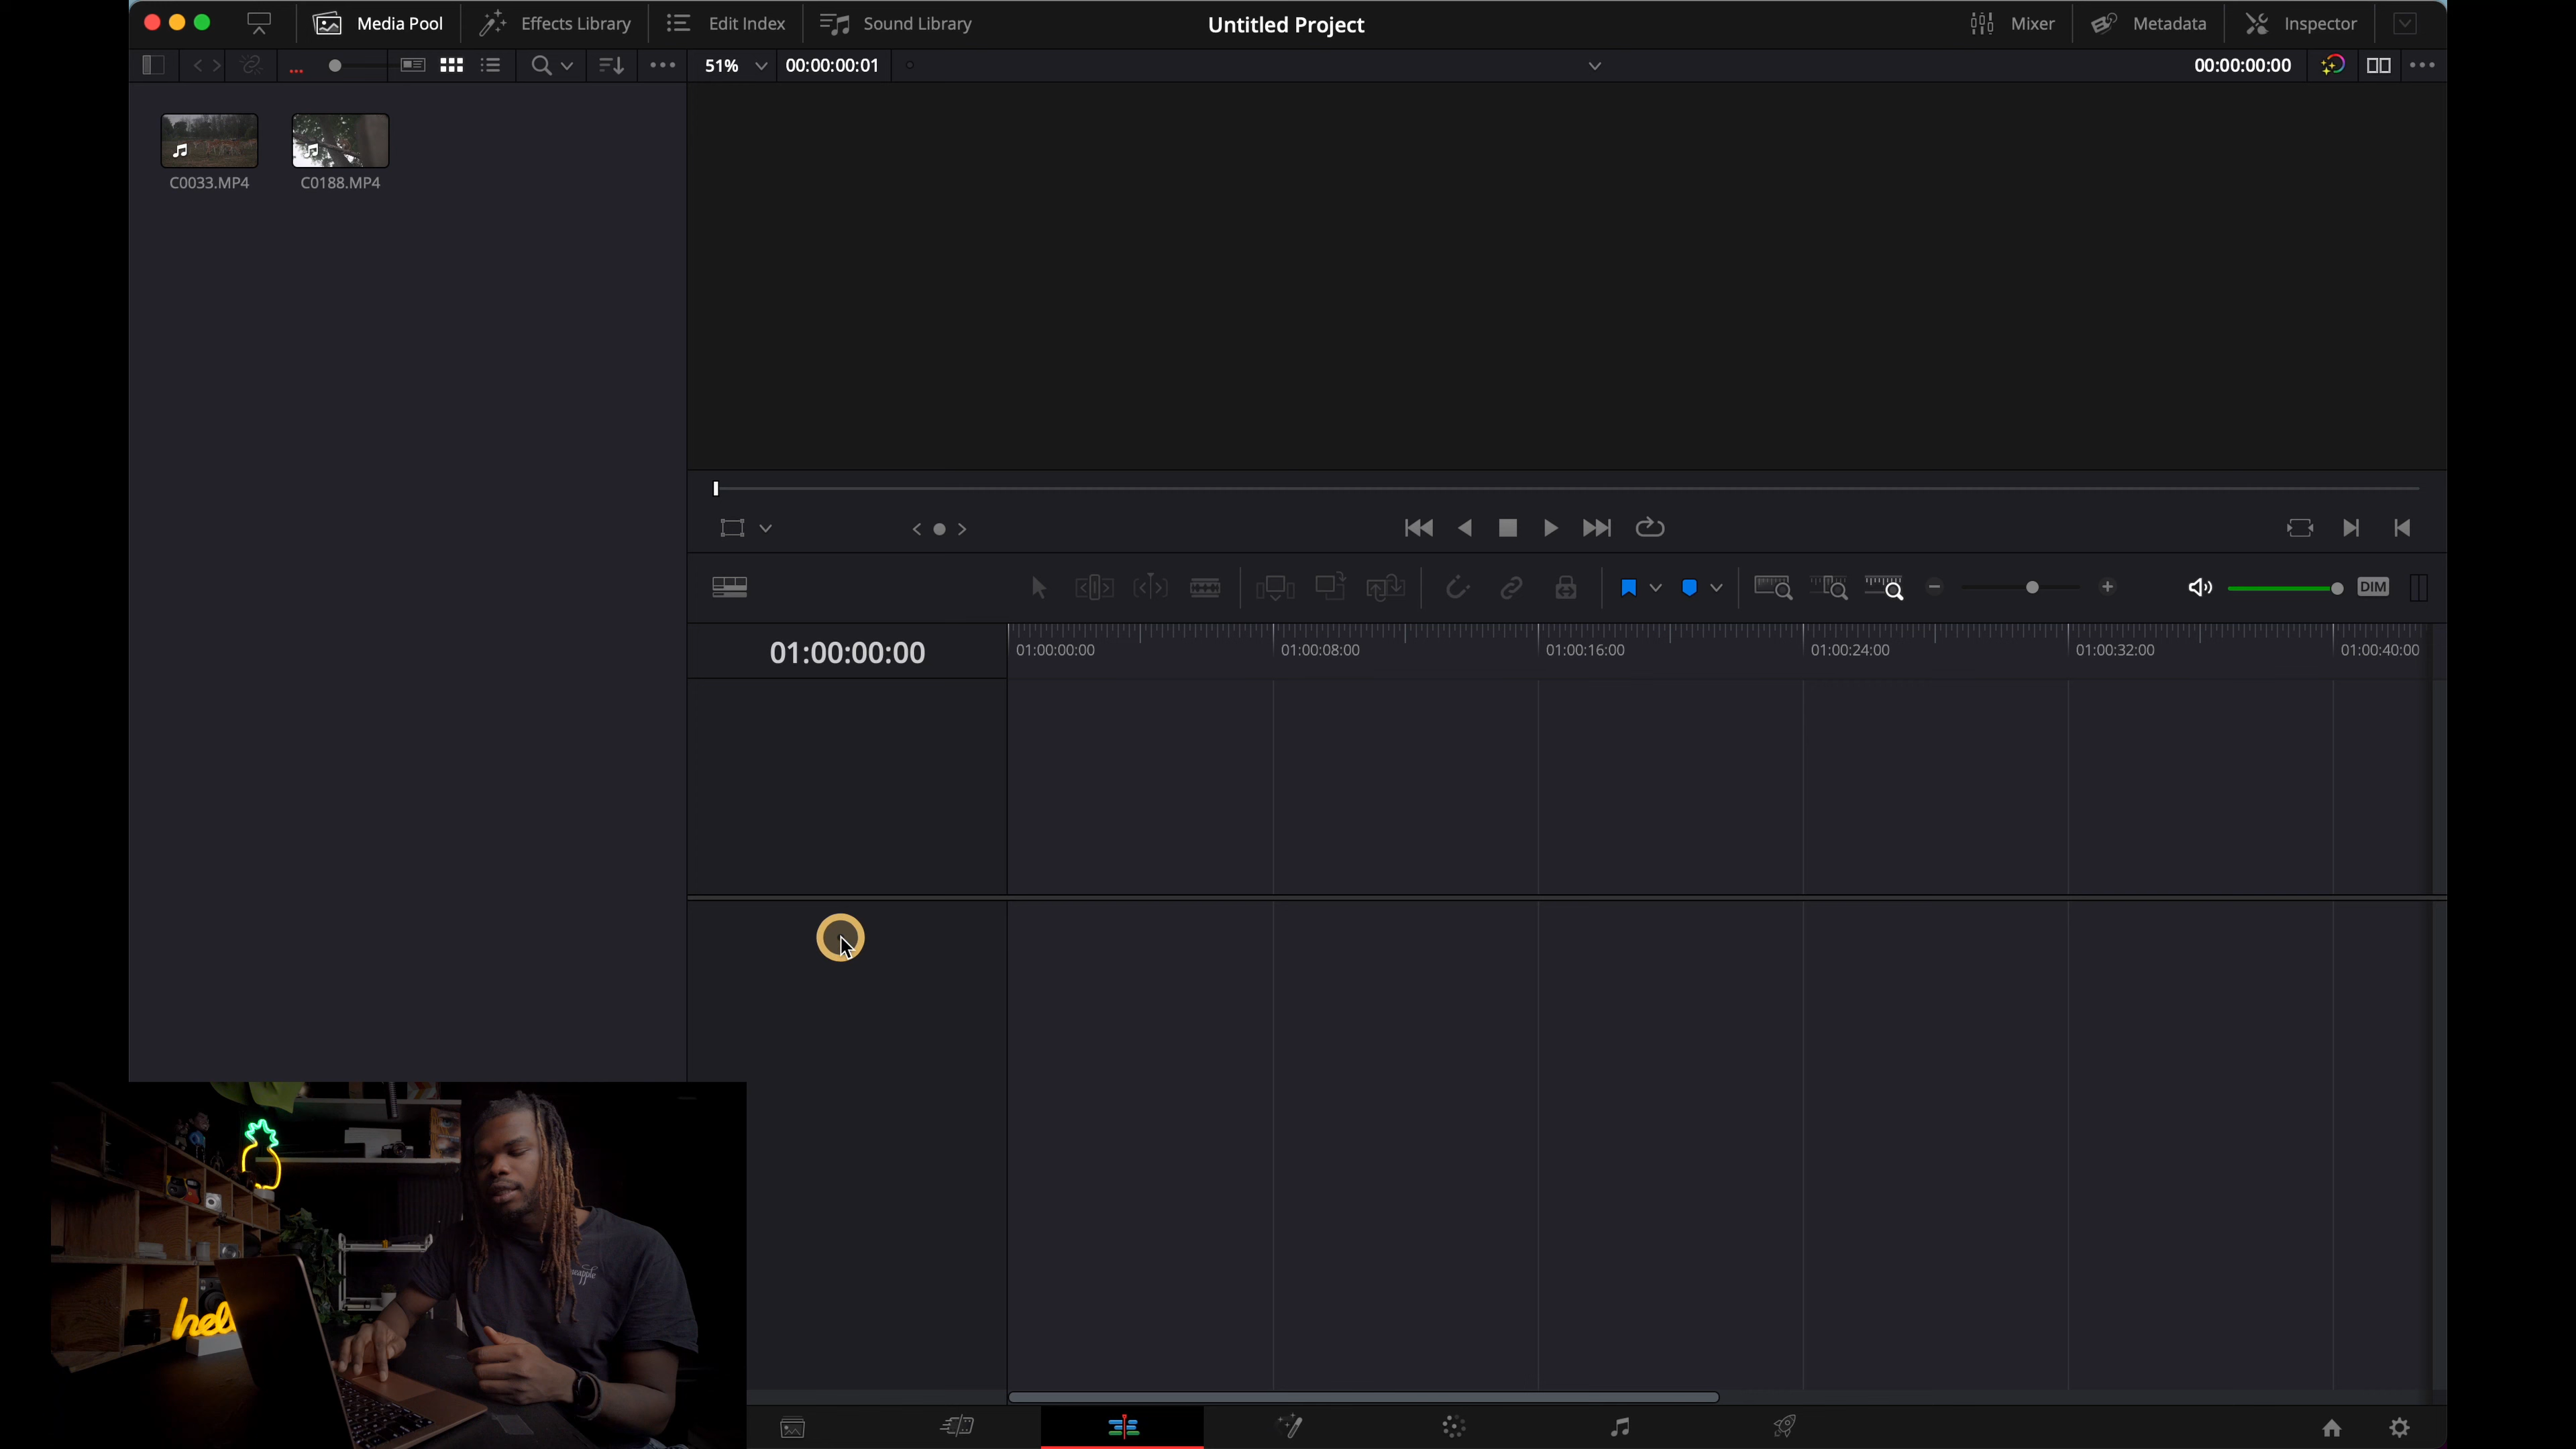 Media Pool
Effects Library
Edit Index
Sound Library
Untitled Project
Mixer
Metadata
Inspector
51%
00:00:00:01
00:00:00:00
C0033.MP4
C0188.MP4
DIM
01:00:00:00
01:00:00:00
01:00:08:00
01:00:16:00
01:00:24:00
01:00:32:00
01:00:40:00